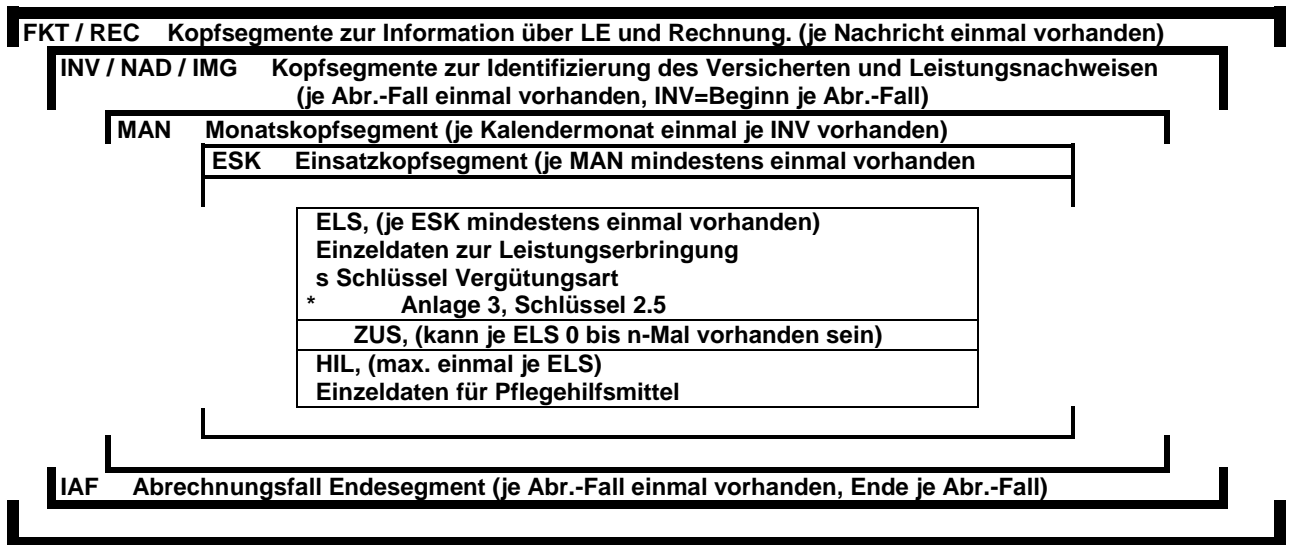 FKT / REC Kopfsegmente zur Information über LE und Rechnung. (je Nachricht einmal vorhanden)
INV / NAD / IMG Kopfsegmente zur Identifizierung des Versicherten und Leistungsnachweisen
(je Abr.-Fall einmal vorhanden, INV=Beginn je Abr.-Fall)
MAN Monatskopfsegment (je Kalendermonat einmal je INV vorhanden)
ESK Einsatzkopfsegment (je MAN mindestens einmal vorhanden
ELS, (je ESK mindestens einmal vorhanden)
Einzeldaten zur Leistungserbringung
s Schlüssel Vergütungsart
* Anlage 3, Schlüssel 2.5
ZUS, (kann je ELS 0 bis n-Mal vorhanden sein)
HIL, (max. einmal je ELS)
Einzeldaten für Pflegehilfsmittel
IAF Abrechnungsfall Endesegment (je Abr.-Fall einmal vorhanden, Ende je Abr.-Fall)